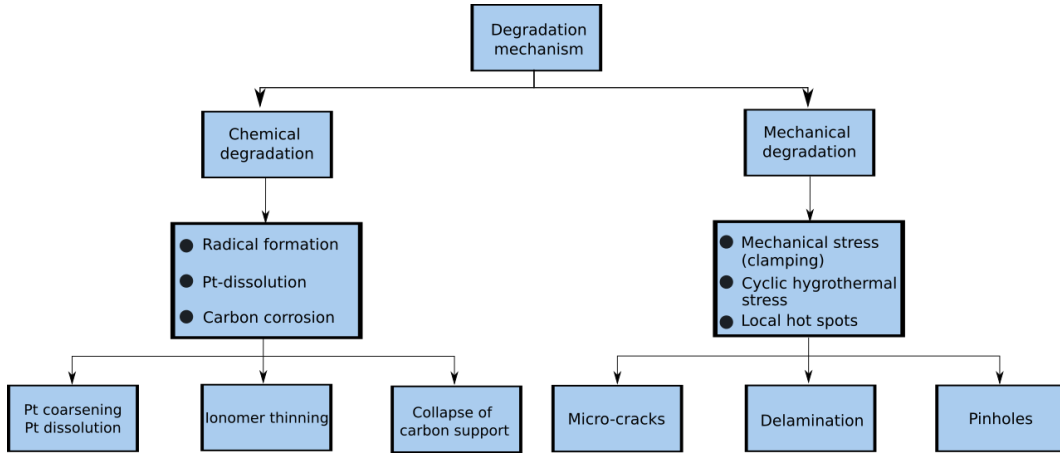 Degradation
mechanism
Chemical
degradation
Mechanical
degradation
Radical formation
Pt-dissolution
Carbon corrosion
Mechanical stress
(clamping)
Cyclic hygrothermal
stress
Local hot spots
Pt coarsening
Pt dissolution
Ionomer thinning
Collapse of
carbon support
Micro-cracks
Delamination
Pinholes